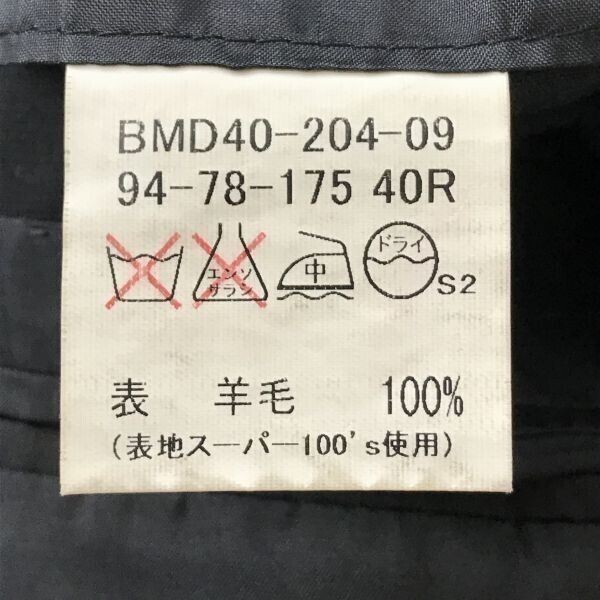 BMD40-204-09
94-78-175 40R
エンソ
サラシ
中
ドライ
S2
表 羊毛 100%
(表地スーパー100's使用)